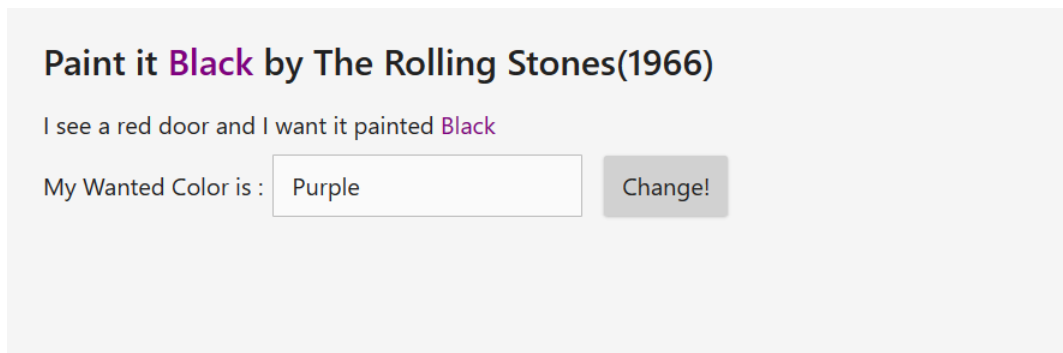 Paint it Black by The Rolling Stones(1966)
I see a red door and I want it painted Black
My Wanted Color is : Purple Change!